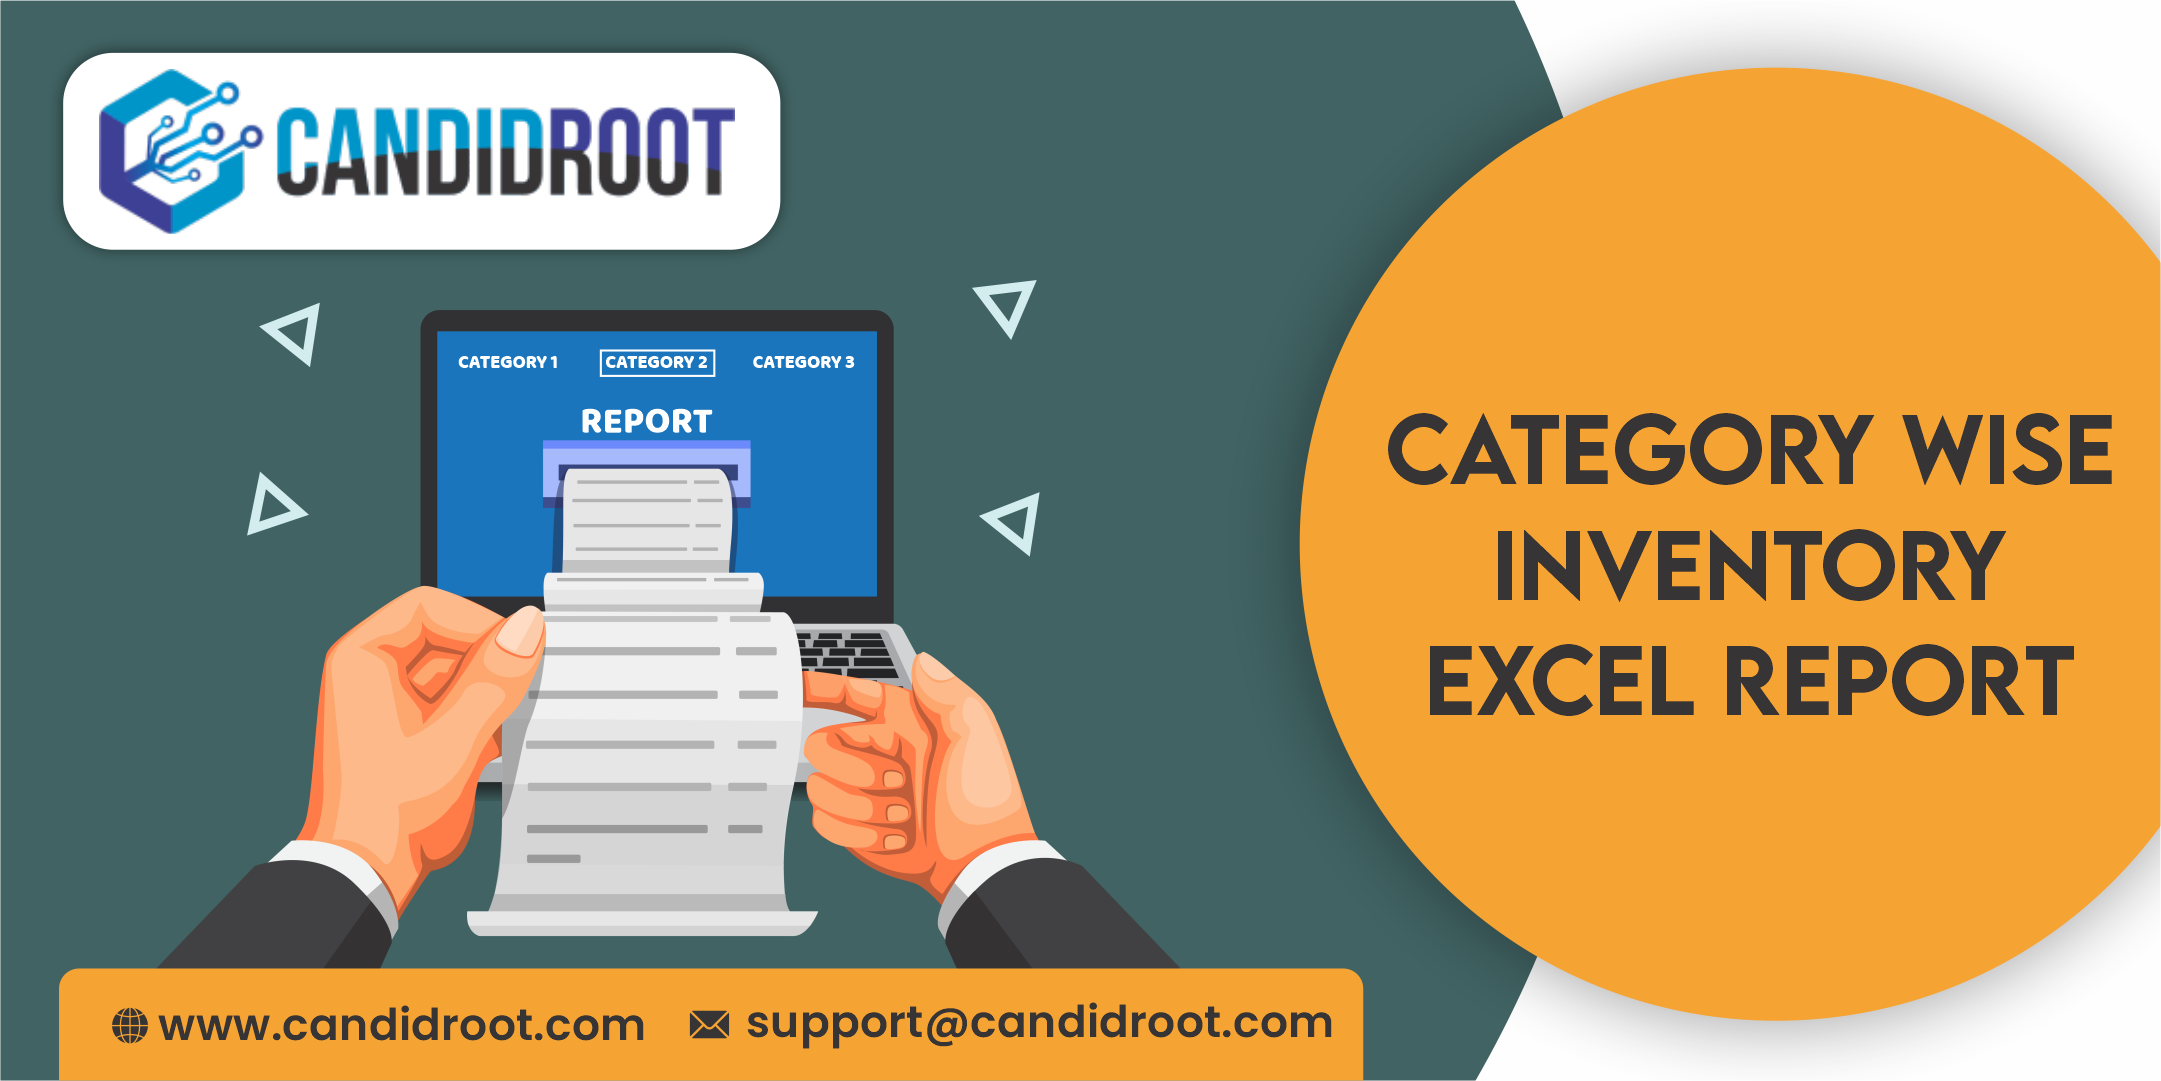 CANDIDROOT
CATEGORY 1 CATEGORY 2 CATEGORY 3
REPORT
CATEGORY WISE
INVENTORY
EXCEL REPORT
www.candidroot.com support@candidroot.com